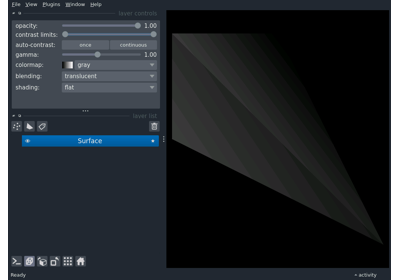 File View Plugins Window Help
layer controls
opacity: 1.00
contrast limits:
auto-contrast: once continuous
gamma: 1.00
colormap: gray
blending: translucent
shading: flat
layer list
Surface
Ready
activity